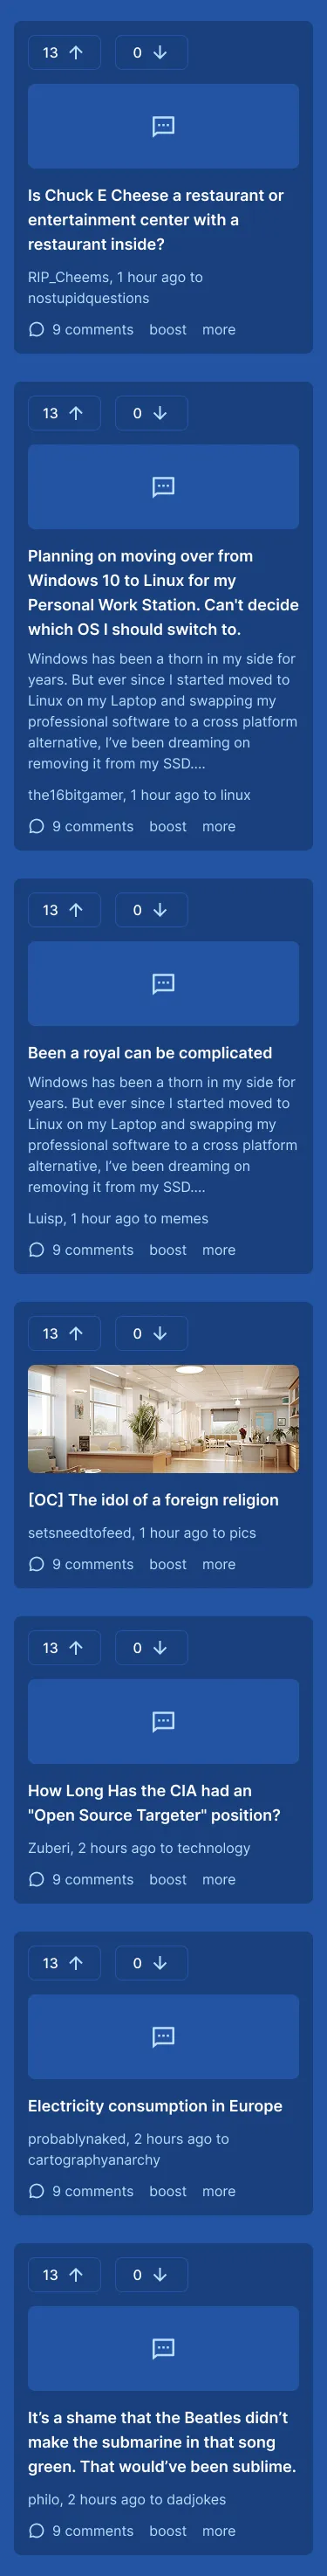 13 0
Is Chuck E Cheese a restaurant or
entertainment center with a
restaurant inside?
RIP_Cheems, 1 hour ago to
nostupidquestions
9 comments boost more
13 0
Planning on moving over from
Windows 10 to Linux for my
Personal Work Station. Can't decide
which OS I should switch to.
Windows has been a thorn in my side for
years. But ever since I started moved to
Linux on my Laptop and swapping my
professional software to a cross platform
alternative, I’ve been dreaming on
removing it from my SSD....
the16bitgamer, 1 hour ago to linux
9 comments boost more
13 0
Been a royal can be complicated
Windows has been a thorn in my side for
years. But ever since I started moved to
Linux on my Laptop and swapping my
professional software to a cross platform
alternative, I’ve been dreaming on
removing it from my SSD....
Luisp, 1 hour ago to memes
9 comments boost more
13 0
[OC] The idol of a foreign religion
setsneedtofeed, 1 hour ago to pics
9 comments boost more
13 0
How Long Has the CIA had an
"Open Source Targeter" position?
Zuberi, 2 hours ago to technology
9 comments boost more
13 0
Electricity consumption in Europe
probablynaked, 2 hours ago to
cartographyanarchy
9 comments boost more
13 0
It’s a shame that the Beatles didn’t
make the submarine in that song
green. That would’ve been sublime.
philo, 2 hours ago to dadjokes
9 comments boost more